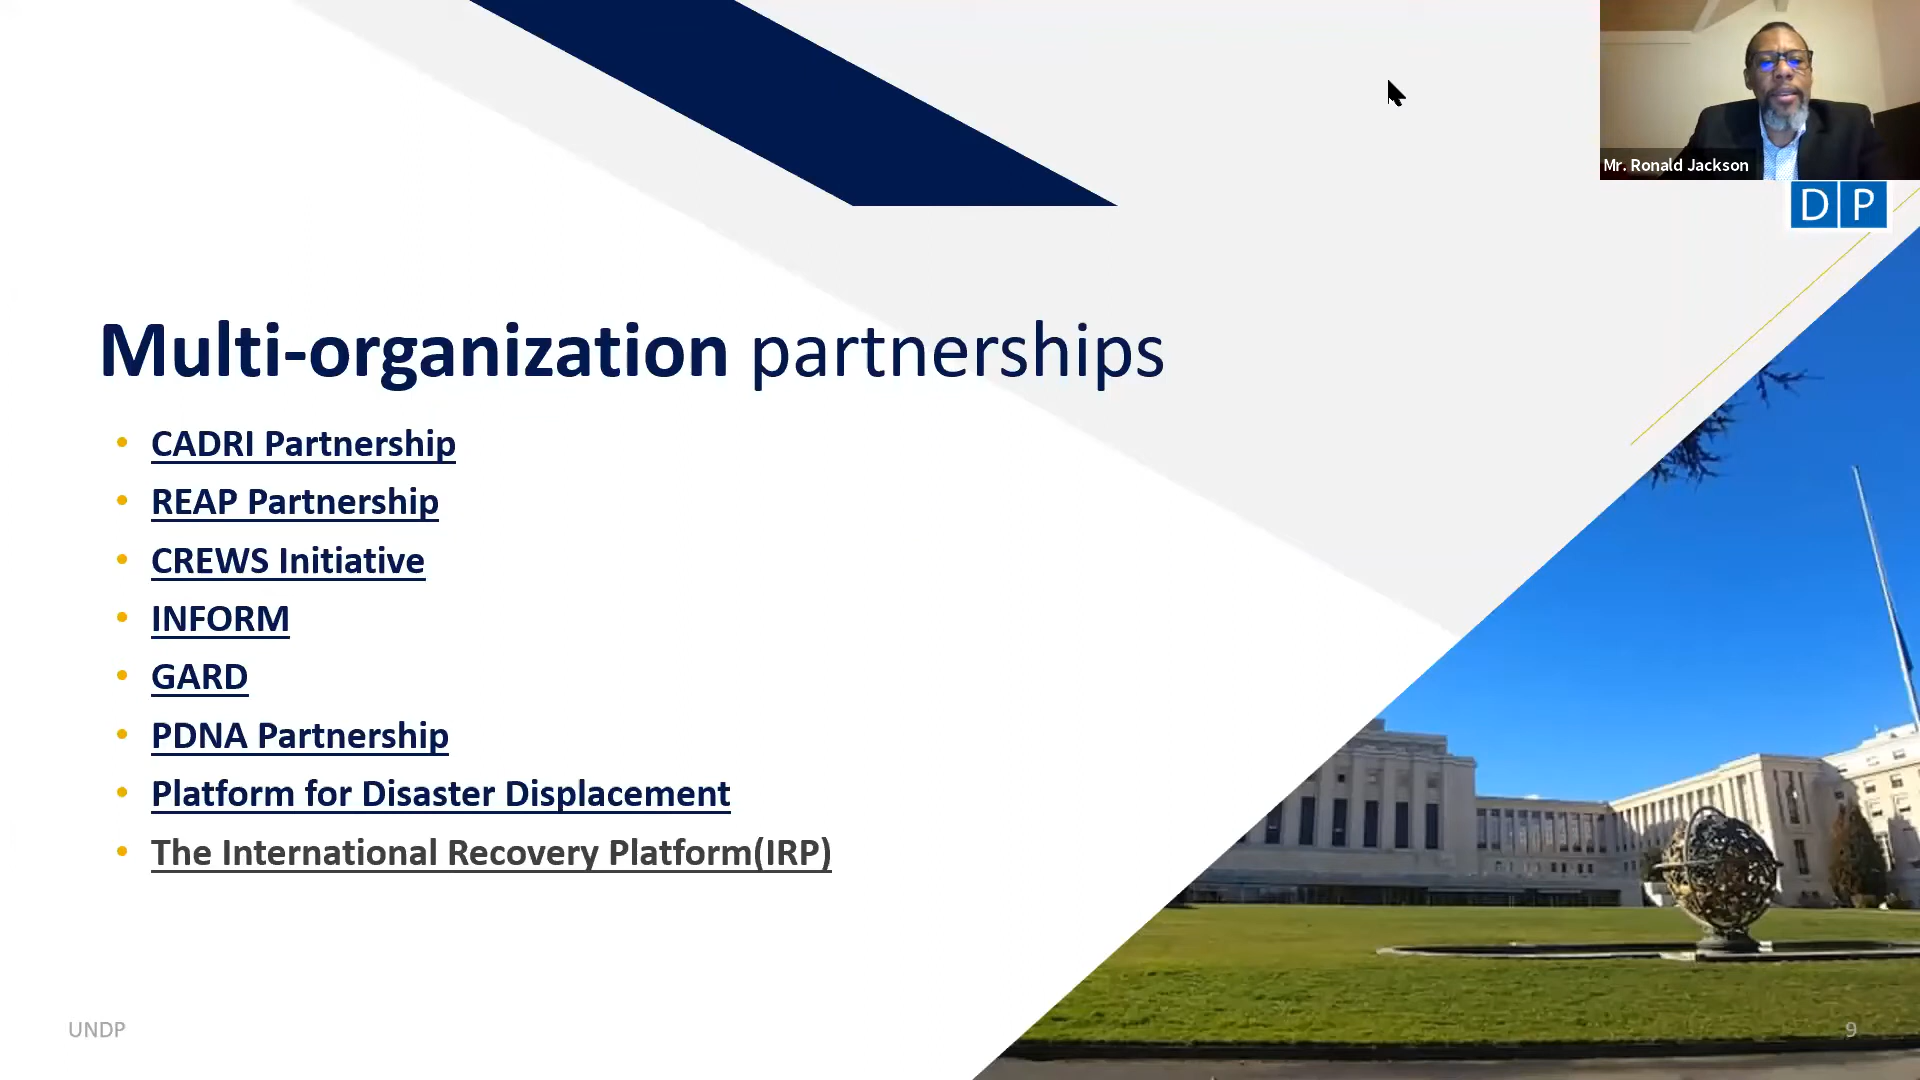 Mr. Ronald Jackson
D P
Multi-organization partnerships
• CADRI Partnership
• REAP Partnership
• CREWS Initiative
• INFORM
• GARD
• PDNA Partnership
• Platform for Disaster Displacement
• The International Recovery Platform(IRP)
UNDP
9